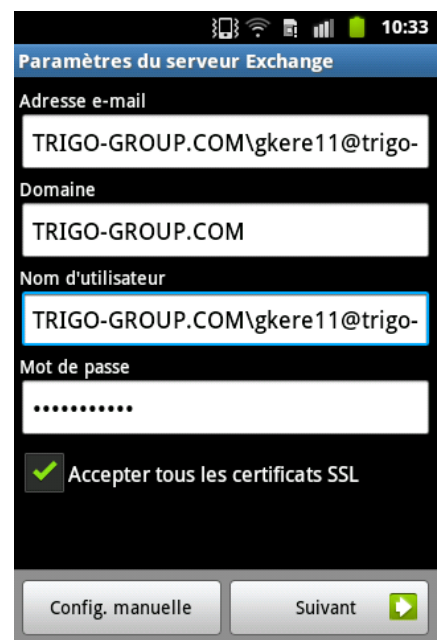 10:33
Paramètres du serveur Exchange
Adresse e-mail
TRIGO-GROUP.COM\gkere11@trigo-
Domaine
TRIGO-GROUP.COM
Nom d'utilisateur
TRIGO-GROUP.COM\gkere11@trigo-
Mot de passe
•••••••••••
Accepter tous les certificats SSL
Config. manuelle
Suivant